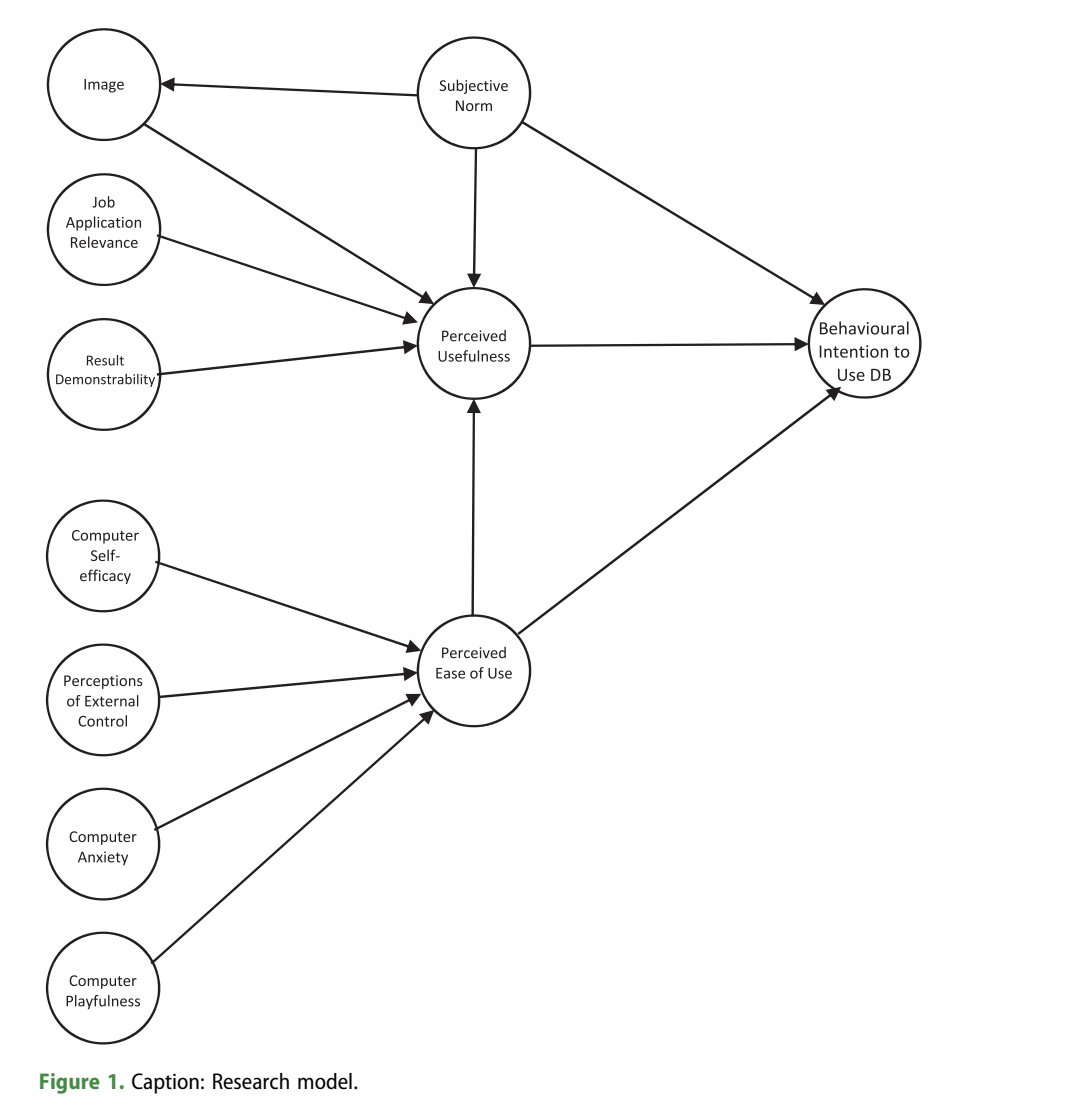 Image
Subjective
Norm
Job
Application
Relevance
Result
Demonstrability
Perceived
Usefulness
Behavioural
Intention to
Use DB
Computer
Self-
efficacy
Perceptions
of External
Control
Perceived
Ease of Use
Computer
Anxiety
Computer
Playfulness
Figure 1. Caption: Research model.